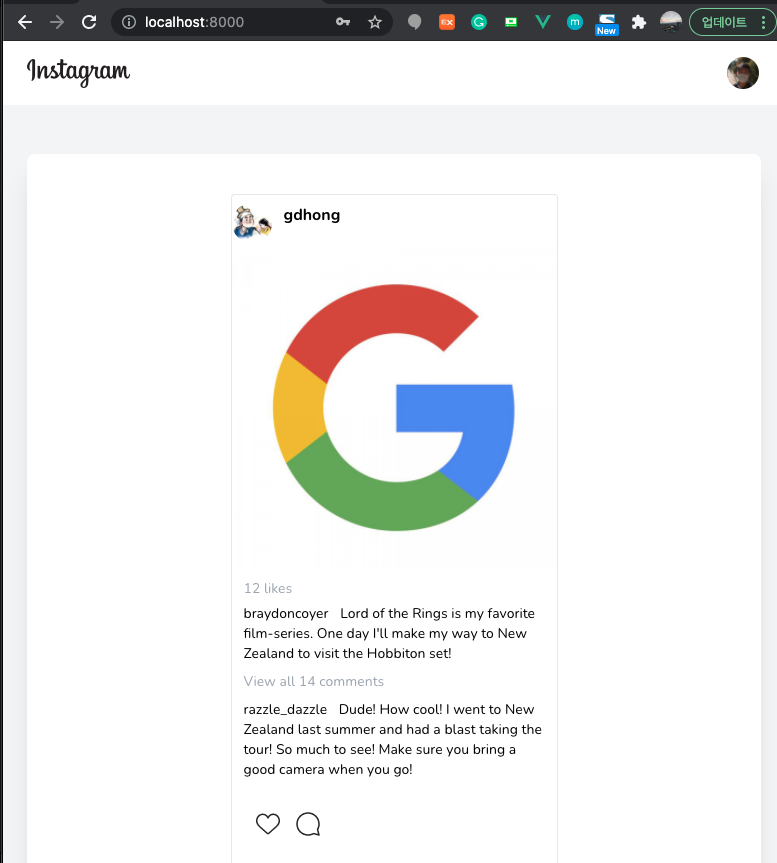 localhost:8000
EX
G
m
New
업데이트
Instagram
gdhong
G
12 likes
braydoncoyer Lord of the Rings is my favorite
film-series. One day I'll make my way to New
Zealand to visit the Hobbiton set!
View all 14 comments
razzle_dazzle Dude! How cool! I went to New
Zealand last summer and had a blast taking the
tour! So much to see! Make sure you bring a
good camera when you go!